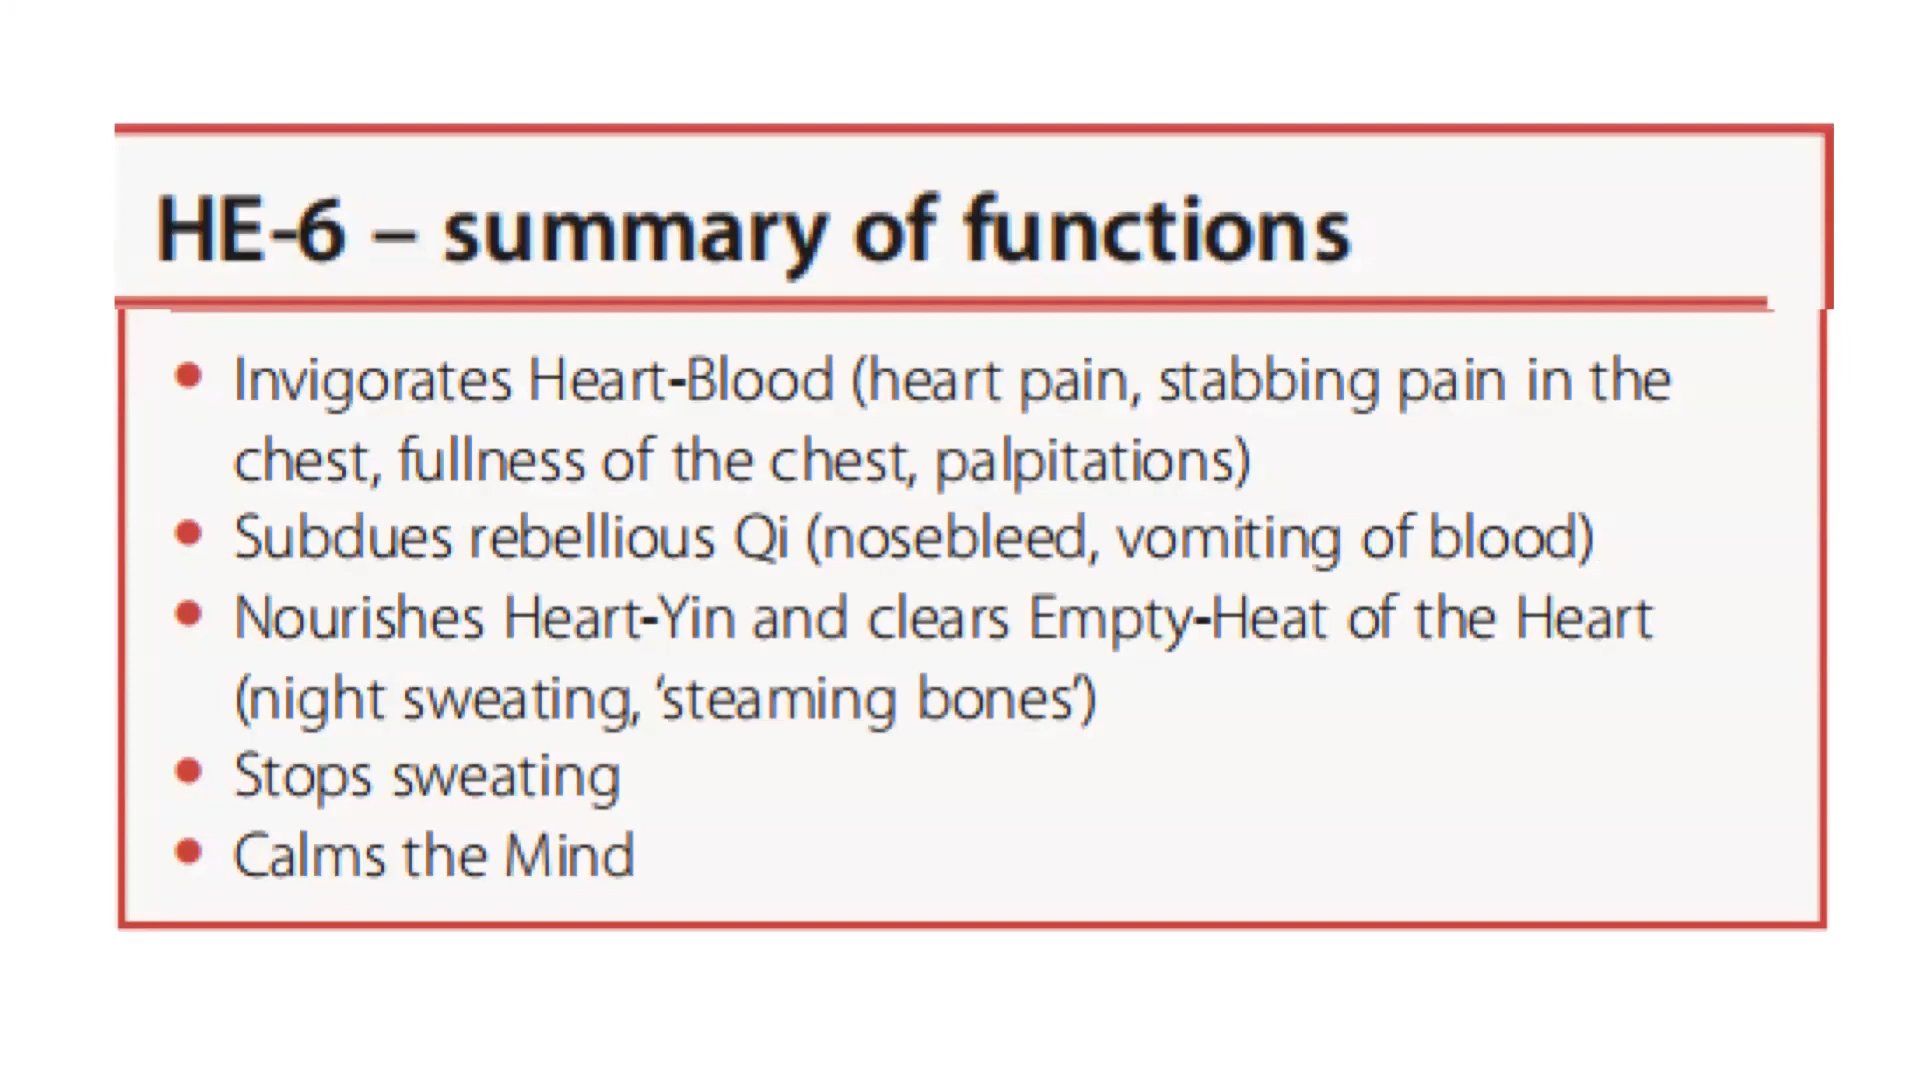 HE-6 – summary of functions
• Invigorates Heart-Blood (heart pain, stabbing pain in the
chest, fullness of the chest, palpitations)
• Subdues rebellious Qi (nosebleed, vomiting of blood)
• Nourishes Heart-Yin and clears Empty-Heat of the Heart
(night sweating, ‘steaming bones’)
• Stops sweating
• Calms the Mind